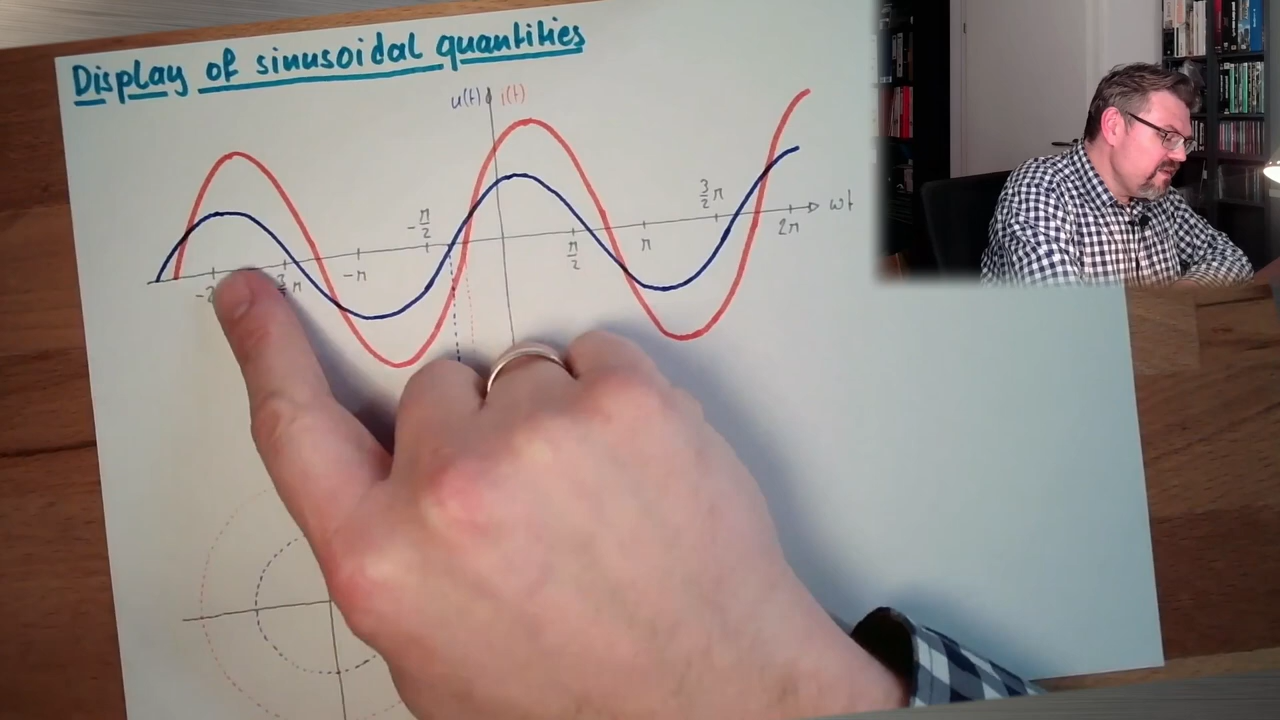 Display of sinusoidal quantities
u(t) i(t)
3/2 π
-π/2
ωt
π/2
π
2π
-π